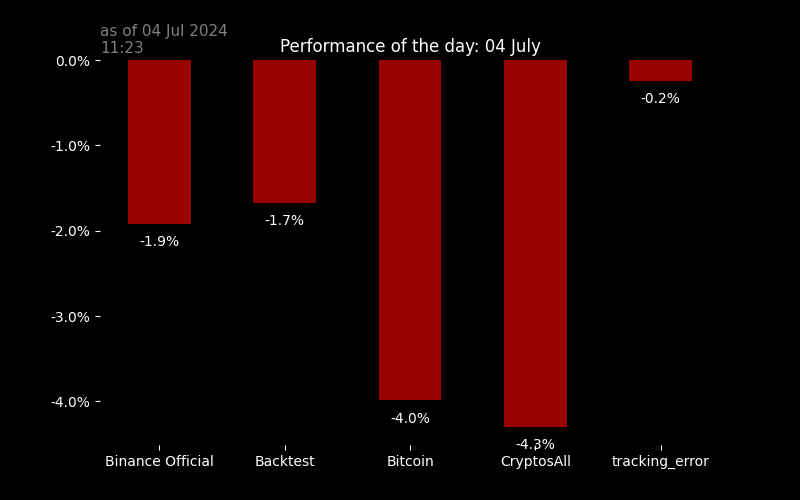 as of 04 Jul 2024
11:23
Performance of the day: 04 July
0.0%
-1.0%
-2.0%
-3.0%
-4.0%
-1.9%
-1.7%
-4.0%
-4.3%
-0.2%
Binance Official
Backtest
Bitcoin
CryptosAll
tracking_error